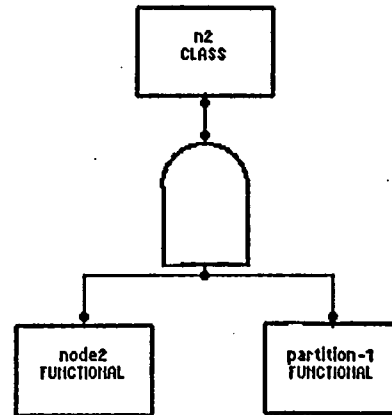 n2
CLASS
node2
FUNCTIONAL
partition-1
FUNCTIONAL